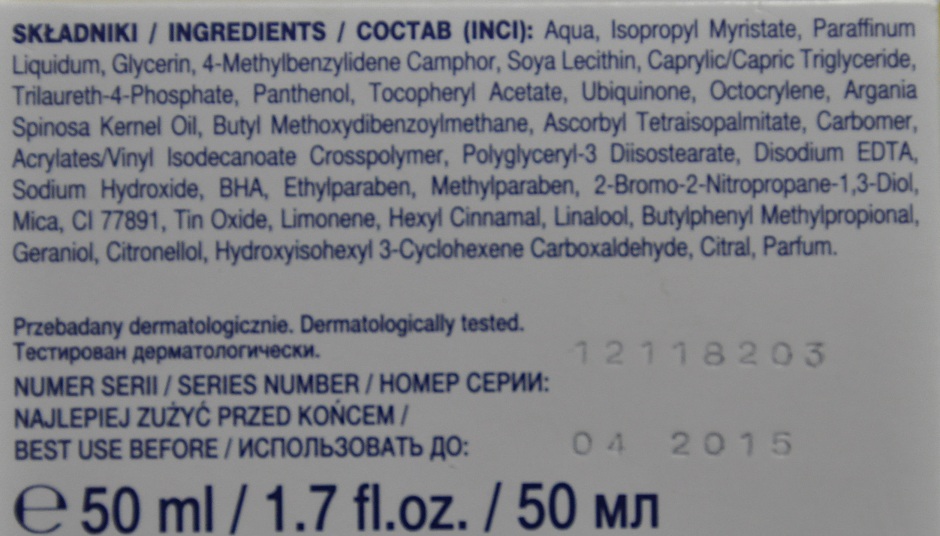 SKŁADNIKI / INGREDIENTS / СОСТАВ (INCI): Aqua, Isopropyl Myristate, Paraffinum
Liquidum, Glycerin, 4-Methylbenzylidene Camphor, Soya Lecithin, Caprylic/Capric Triglyceride,
Trilaureth-4-Phosphate, Panthenol, Tocopheryl Acetate, Ubiquinone, Octocrylene, Argania
Spinosa Kernel Oil, Butyl Methoxydibenzoylmethane, Ascorbyl Tetraisopalmitate, Carbomer,
Acrylates/Vinyl Isodecanoate Crosspolymer, Polyglyceryl-3 Diisostearate, Disodium EDTA,
Sodium Hydroxide, BHA, Ethylparaben, Methylparaben, 2-Bromo-2-Nitropropane-1,3-Diol,
Mica, CI 77891, Tin Oxide, Limonene, Hexyl Cinnamal, Linalool, Butylphenyl Methylpropional,
Geraniol, Citronellol, Hydroxyisohexyl 3-Cyclohexene Carboxaldehyde, Citral, Parfum.
Przebadany dermatologicznie. Dermatologically tested.
Тестирован дерматологически.
12118203
NUMER SERII / SERIES NUMBER / НОМЕР СЕРИИ:
NAJLEPIEJ ZUŻYĆ PRZED KOŃCEM /
BEST USE BEFORE / ИСПОЛЬЗОВАТЬ ДО: 04 2015
℮ 50 ml / 1.7 fl.oz. / 50 мл